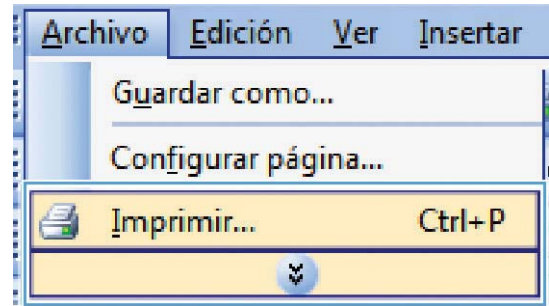 Archivo Edición Ver Insertar
Guardar como...
Configurar página...
Imprimir... Ctrl+P